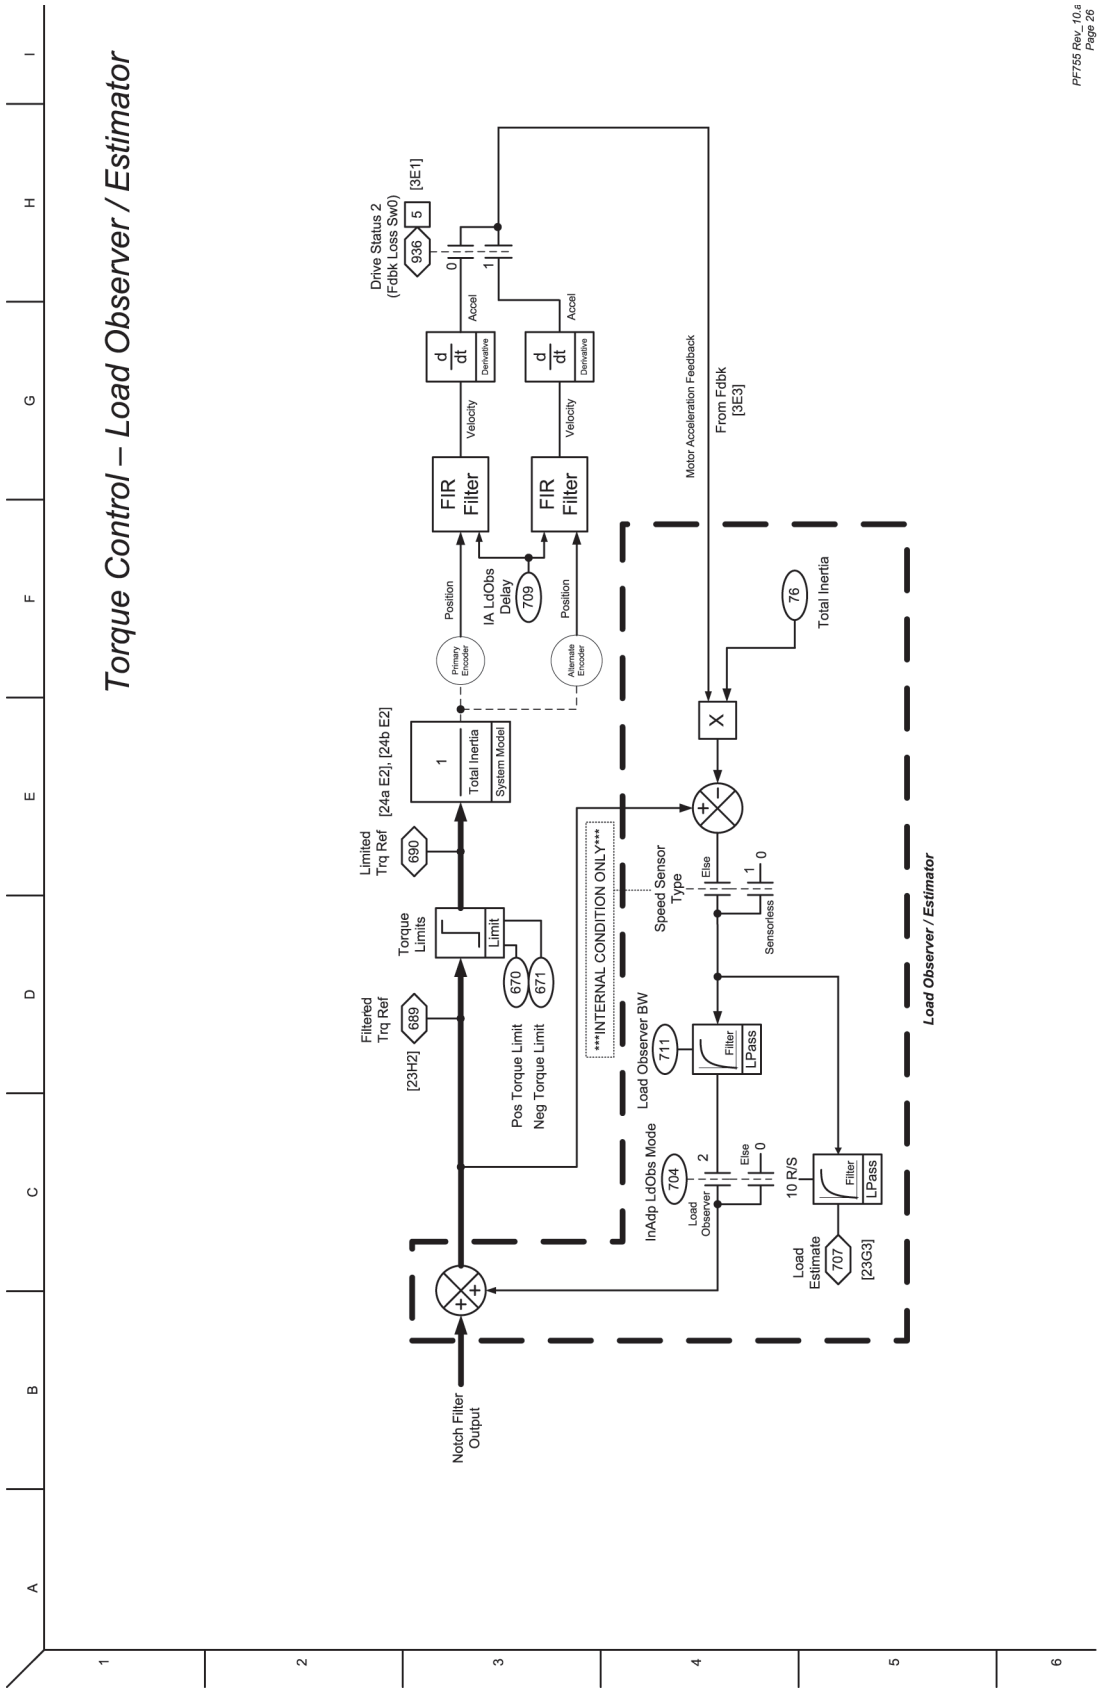 Torque Control – Load Observer / Estimator
A
B
C
D
E
F
G
H
I
1
2
3
4
5
6
Notch Filter
Output
+
+
Filtered
Trq Ref
689
[23H2]
Torque
Limits
Limit
670
671
Pos Torque Limit
Neg Torque Limit
Limited
Trq Ref
690
[24a E2], [24b E2]
1
Total Inertia
System Model
Primary
Encoder
Position
Alternate
Encoder
Position
IA LdObs
Delay
709
FIR
Filter
Velocity
d
dt
Derivative
Accel
FIR
Filter
Velocity
d
dt
Derivative
Accel
Drive Status 2
(Fdbk Loss Sw0)
936
5
[3E1]
0
1
Motor Acceleration Feedback
From Fdbk
[3E3]
***INTERNAL CONDITION ONLY***
InAdp LdObs Mode
704
Load
Observer
2
Else
0
Load Observer BW
711
Filter
LPass
Speed Sensor
Type
Else
Sensorless
1
0
+
–
X
76
Total Inertia
10 R/S
Filter
LPass
Load
Estimate
707
[23G3]
Load Observer / Estimator
PF755 Rev_10.a
Page 26